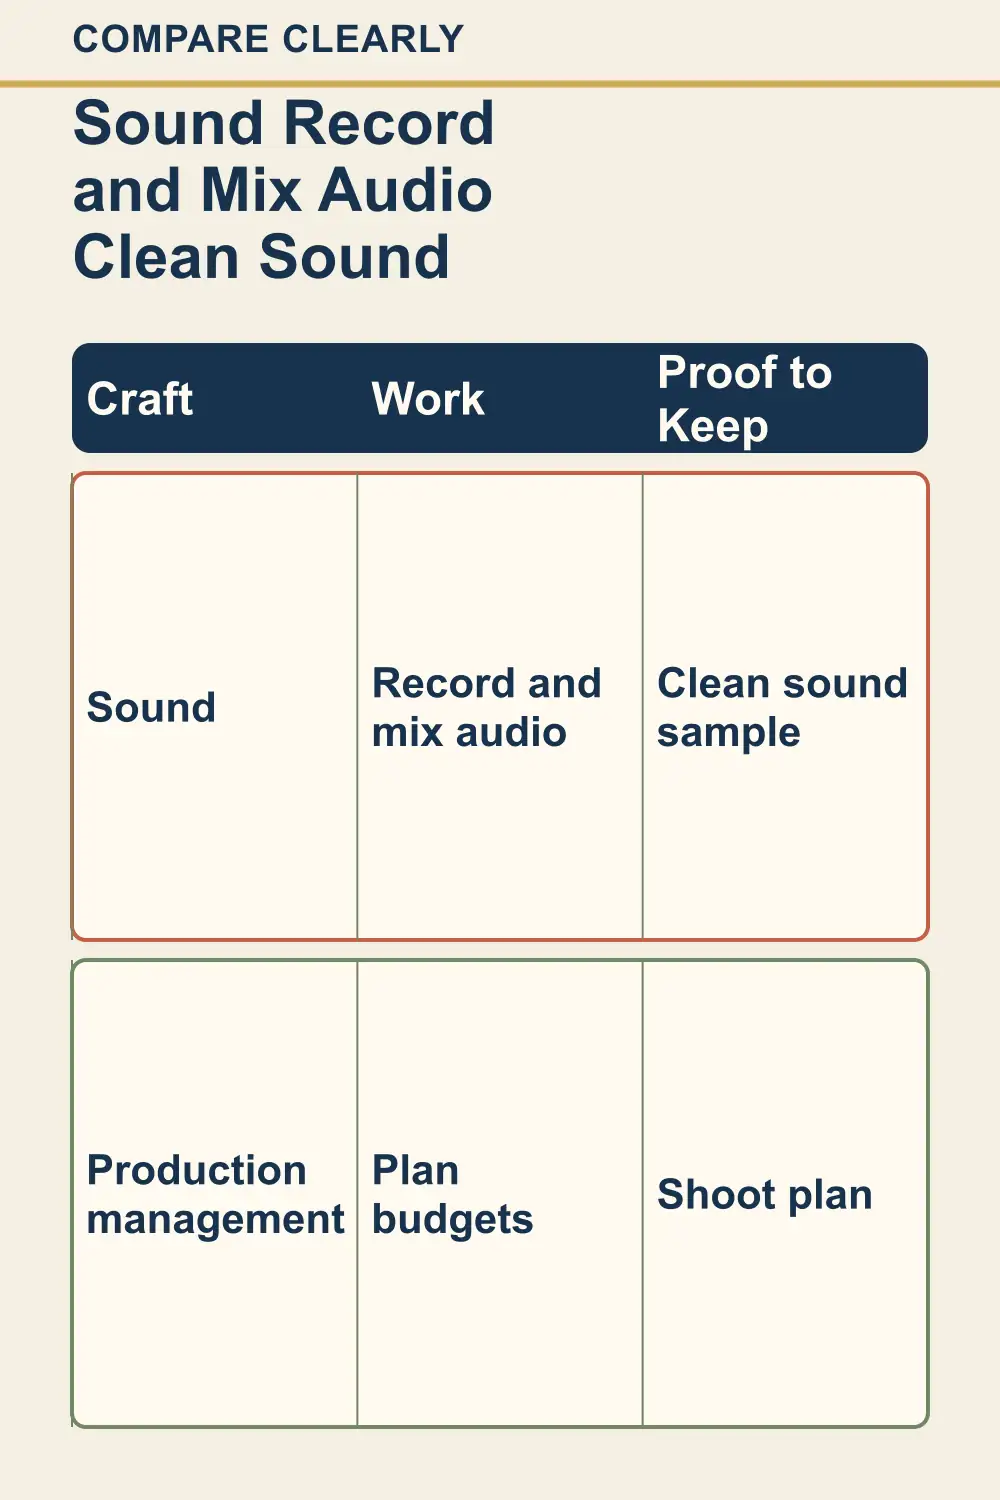 COMPARE CLEARLY
Sound Record
and Mix Audio
Clean Sound
Craft
Work
Proof to
Keep
Sound
Record and
mix audio
Clean sound
sample
Production
management
Plan
budgets
Shoot plan